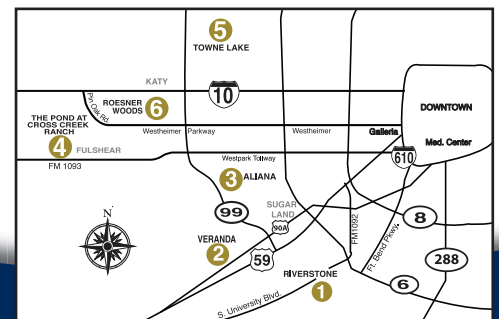 5
TOWNE LAKE
KATY
10
Pin Oak Rd.
ROESNER
WOODS
6
DOWNTOWN
THE POND AT
CROSS CREEK
RANCH
4
FULSHEAR
FM 1093
Westheimer Parkway
Westheimer
Galleria
Med. Center
610
Westpark Tollway
3
ALIANA
99
SUGAR
LAND
90A
FM1092
8
VERANDA
2
59
Ft. Bend Pkwy.
288
RIVERSTONE
1
6
S. University Blvd.
N